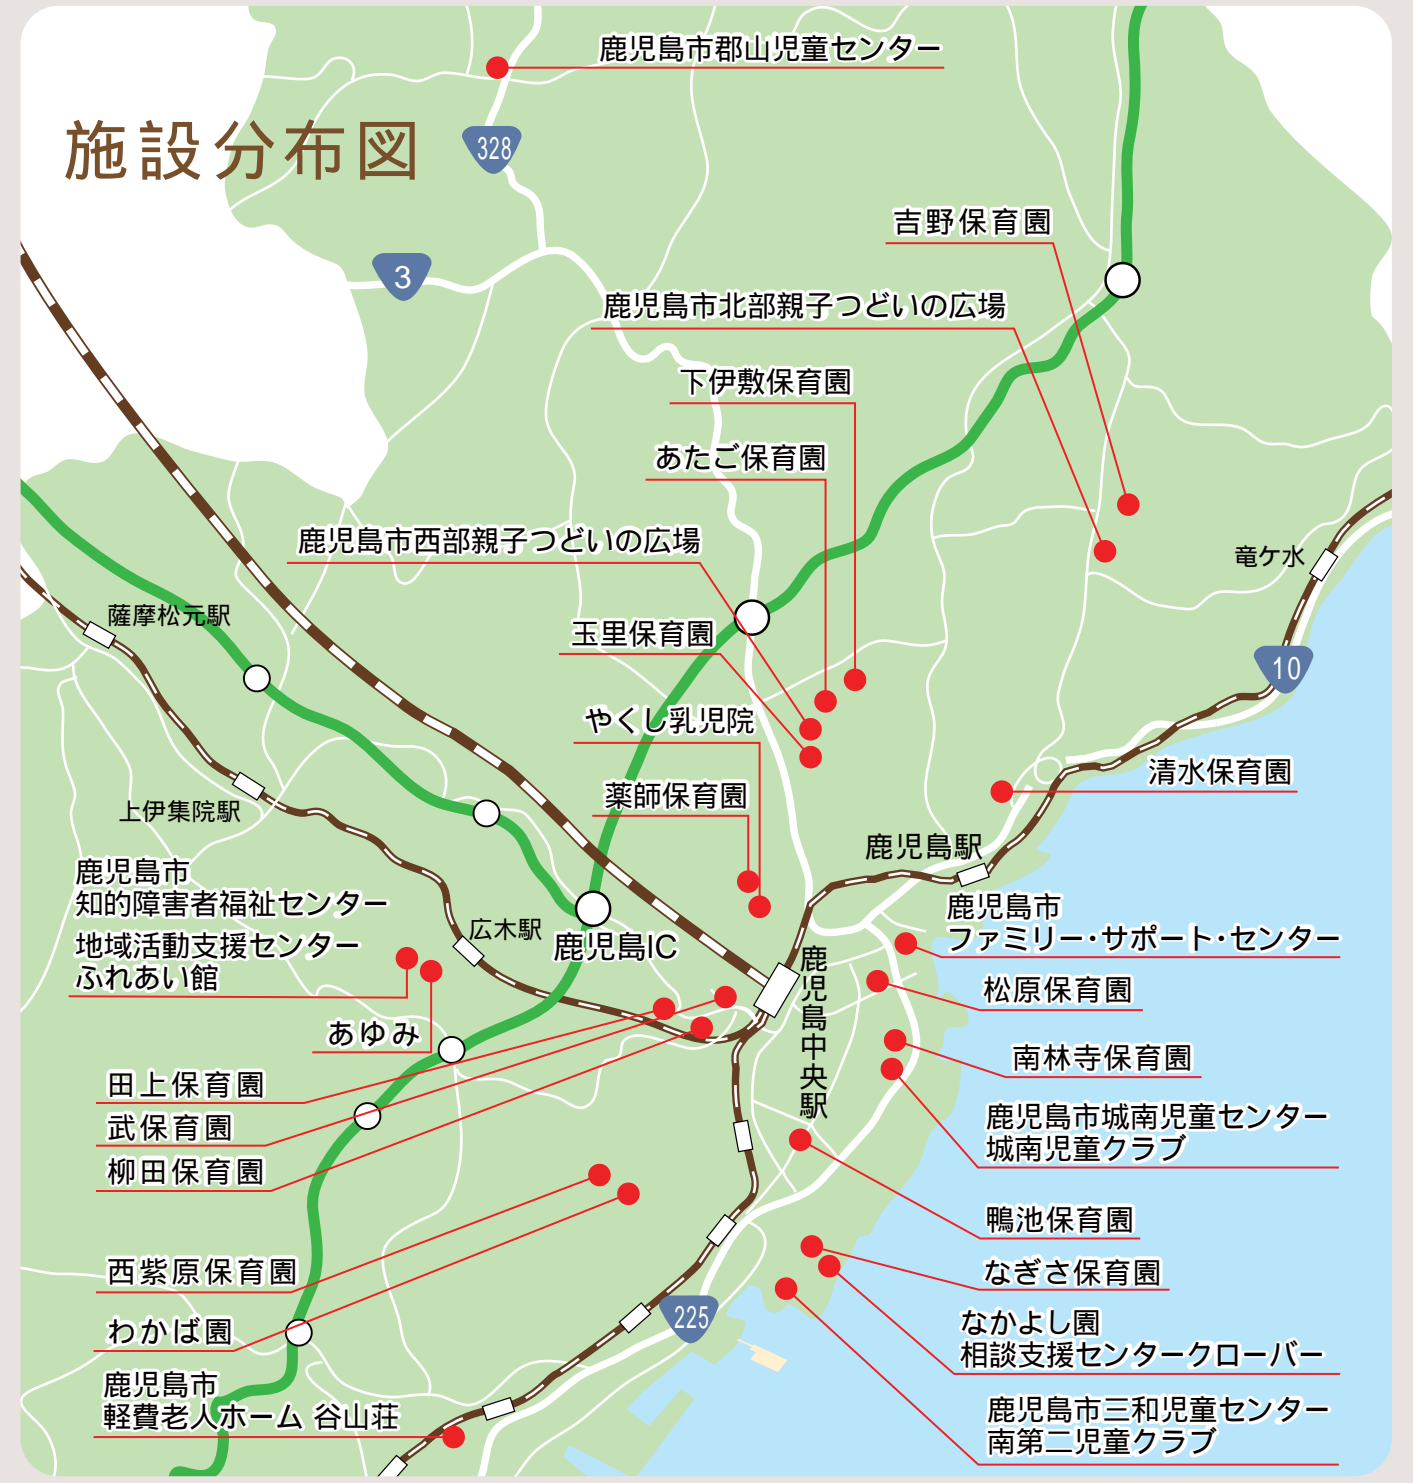 鹿児島市郡山児童センター
施設分布図
328
吉野保育園
3
鹿児島市北部親子つどいの広場
下伊敷保育園
あたご保育園
鹿児島市西部親子つどいの広場
竜ケ水
薩摩松元駅
玉里保育園
10
やくし乳児院
清水保育園
薬師保育園
上伊集院駅
鹿児島駅
鹿児島市
知的障害者福祉センター
地域活動支援センター
ふれあい館
広木駅
鹿児島IC
鹿児島市
ファミリー・サポート・センター
鹿児島中央駅
松原保育園
あゆみ
南林寺保育園
田上保育園
武保育園
柳田保育園
鹿児島市城南児童センター
城南児童クラブ
鴨池保育園
西紫原保育園
なぎさ保育園
わかば園
225
なかよし園
相談支援センタークローバー
鹿児島市
軽費老人ホーム 谷山荘
鹿児島市三和児童センター
南第二児童クラブ